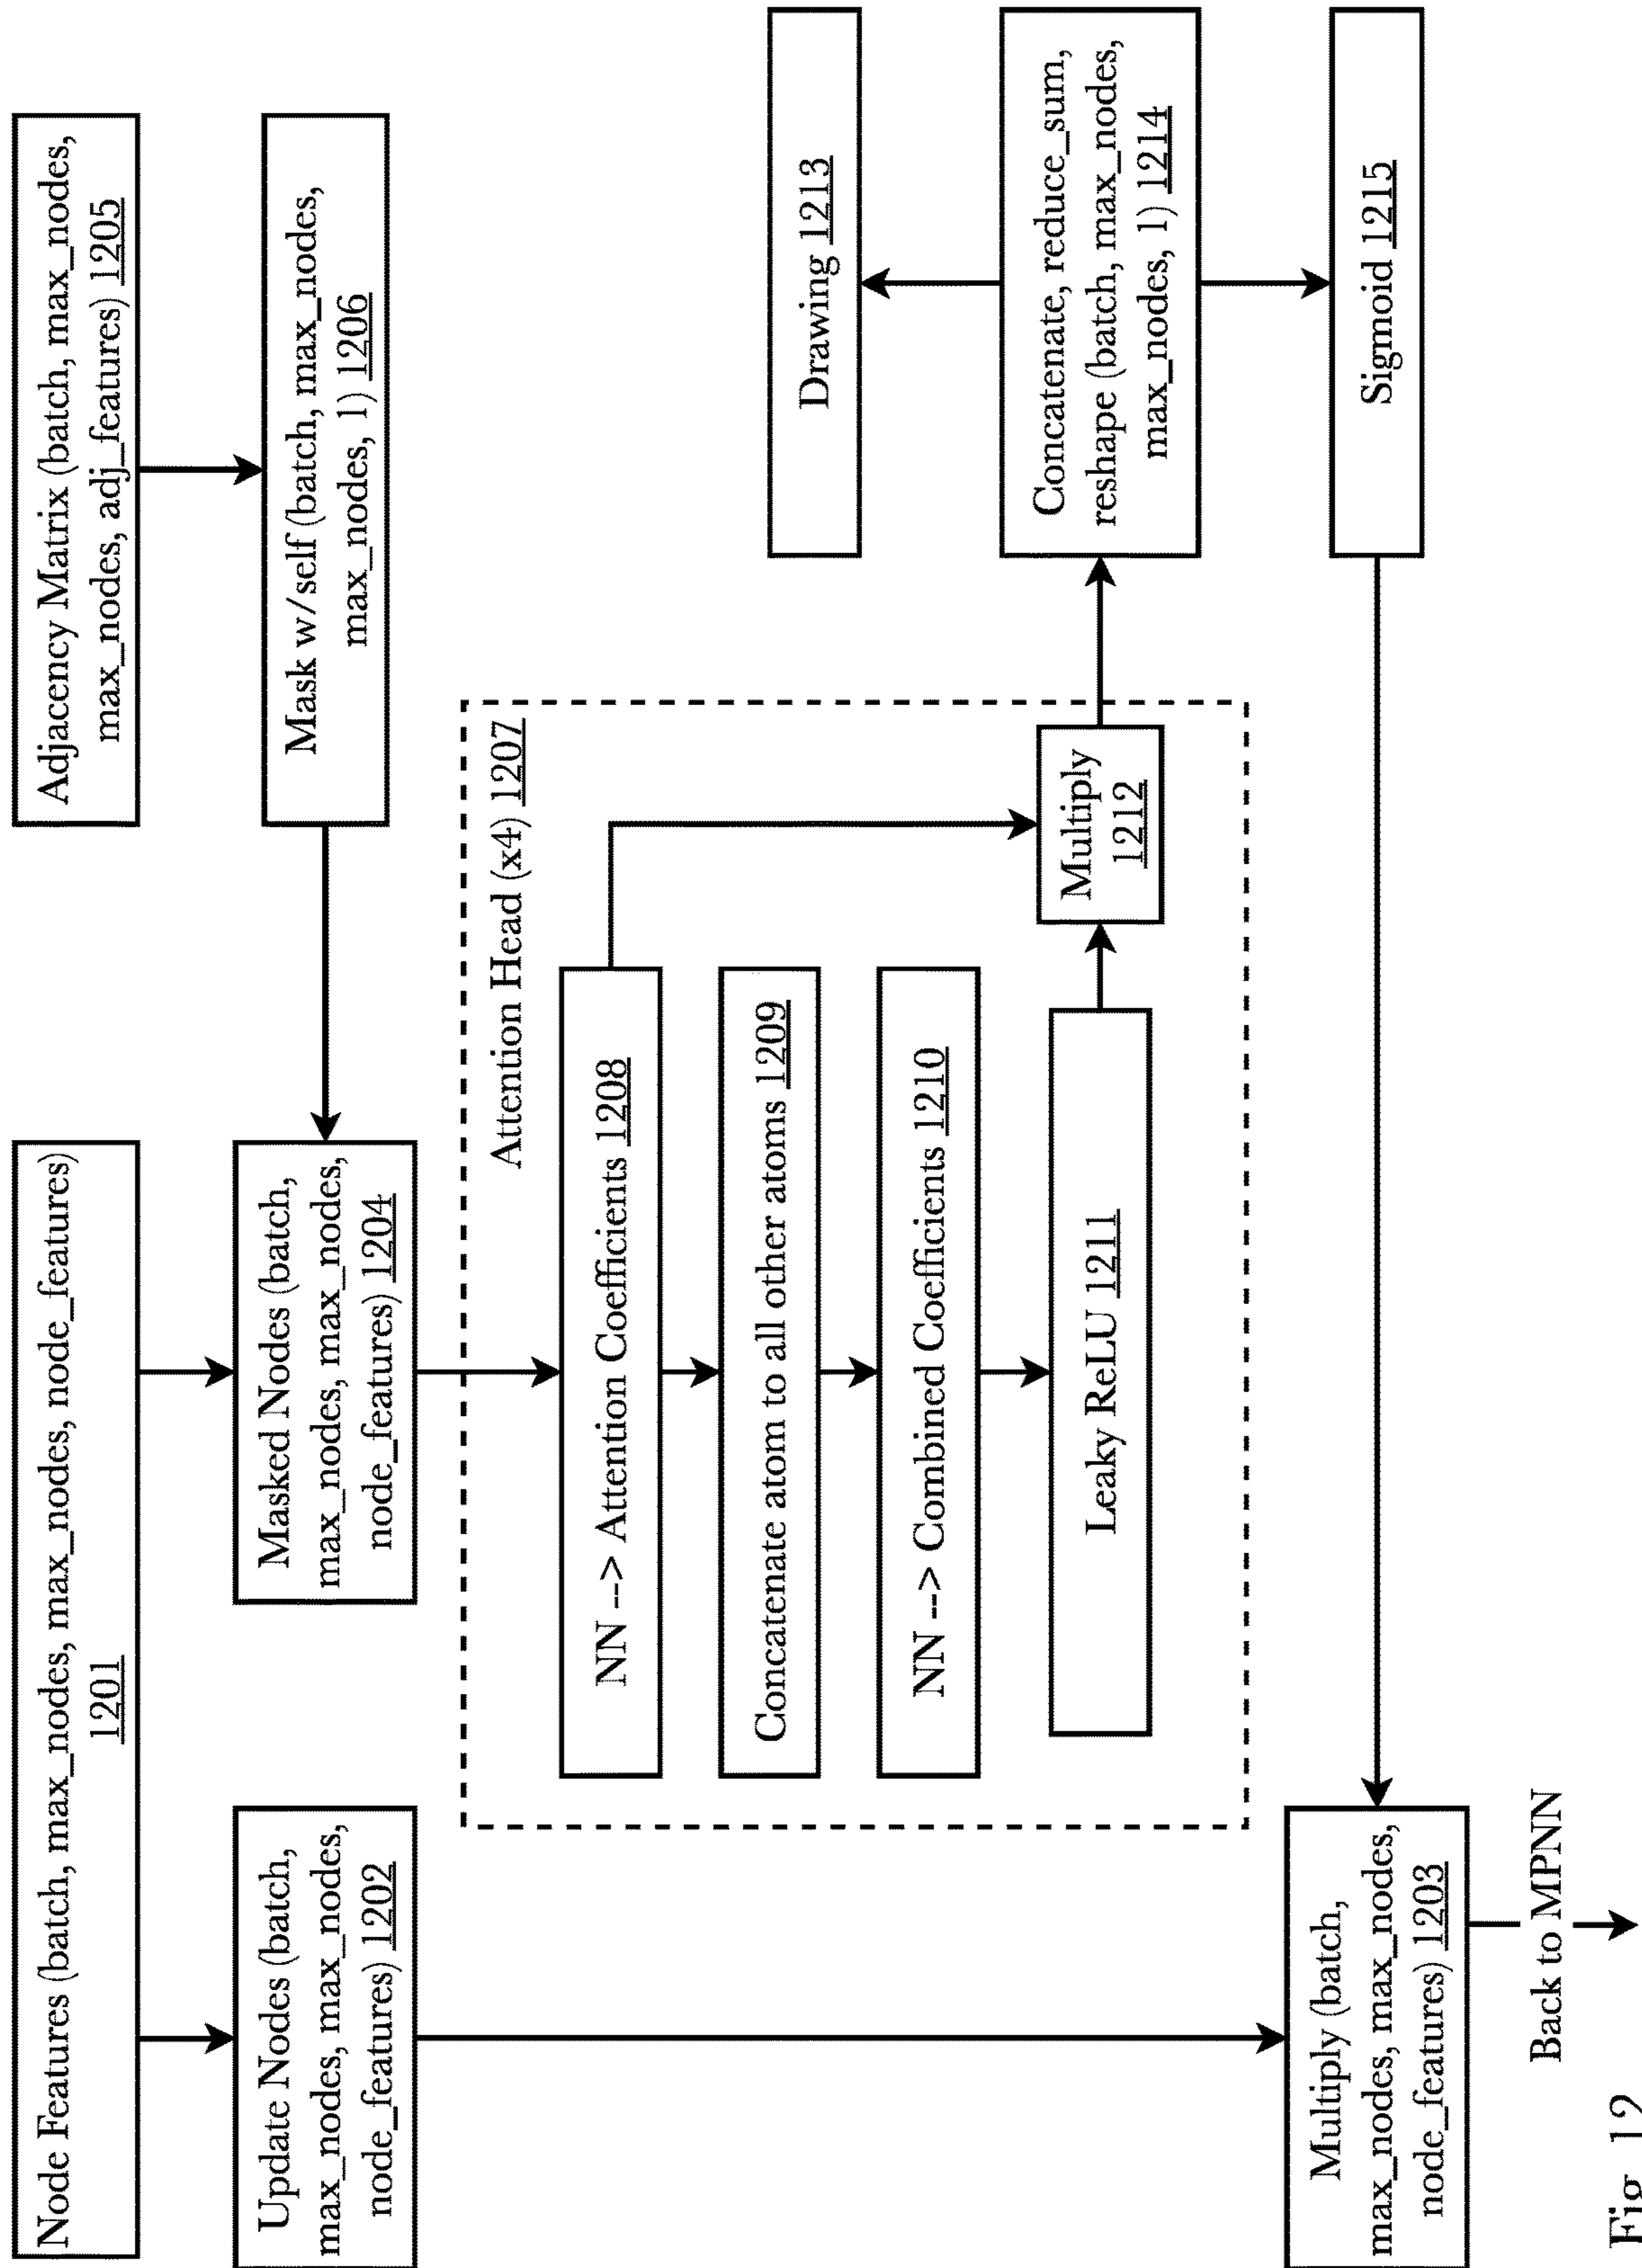 Node Features (batch, max_nodes, max_nodes, max_nodes, node_features)
1201
Adjacency Matrix (batch, max_nodes,
max_nodes, adj_features) 1205
Update Nodes (batch,
max_nodes, max_nodes,
node_features) 1202
Masked Nodes (batch,
max_nodes, max_nodes,
node_features) 1204
Mask w/self (batch, max_nodes,
max_nodes, 1) 1206
Attention Head (x4) 1207
NN --> Attention Coefficients 1208
Concatenate atom to all other atoms 1209
NN --> Combined Coefficients 1210
Leaky ReLU 1211
Multiply
1212
Drawing 1213
Concatenate, reduce_sum,
reshape (batch, max_nodes,
max_nodes, 1) 1214
Sigmoid 1215
Multiply (batch,
max_nodes, max_nodes,
node_features) 1203
Back to MPNN
Fig. 12